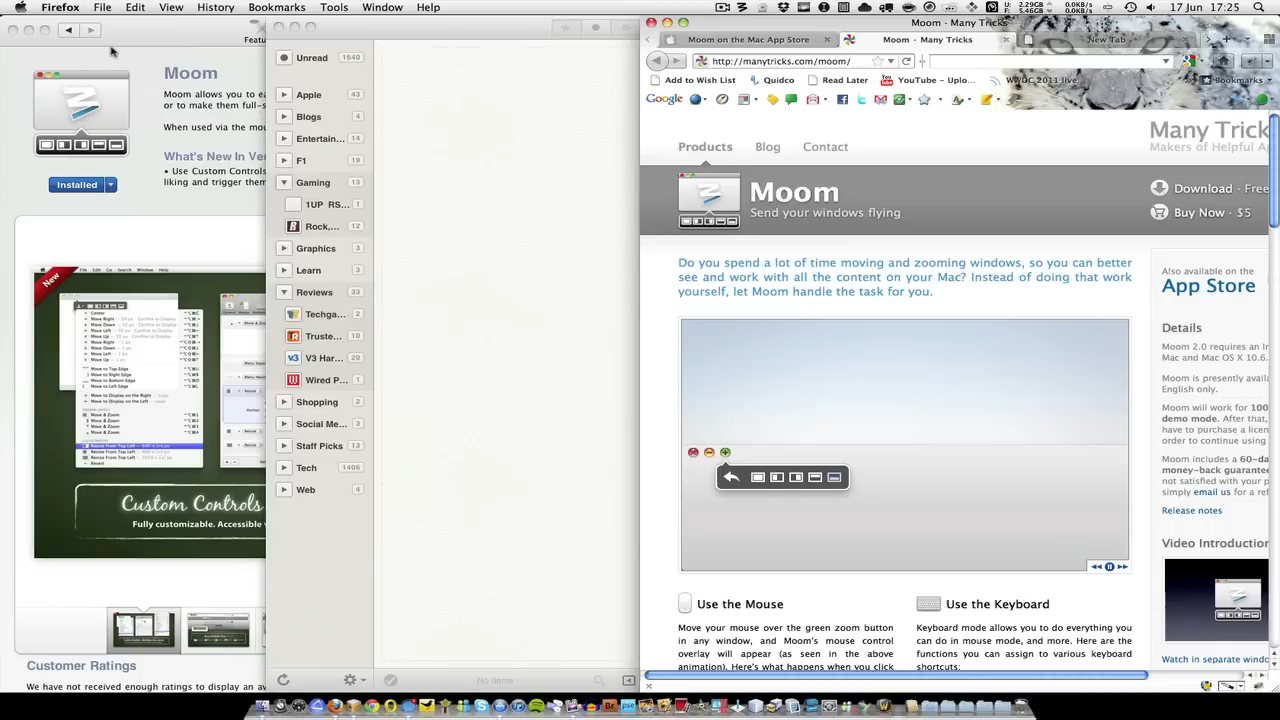 Firefox File Edit View History Bookmarks Tools Window Help
17 Jun 17:25
Moom
or to make them full-s
When used via the mou
What's New In Ver
• Use Custom Controls
liking and trigger them
Installed
New
Custom Controls
Fully customizable. Accessible
Customer Ratings
We have not received enough ratings to display an av
Unread 1640
Apple 43
Blogs 4
Entertain... 14
F1 19
Gaming 13
1UP RS... 1
Rock,... 12
Graphics 3
Learn 3
Reviews 33
Techga... 2
Truste... 10
V3 Har... 20
Wired P... 1
Shopping 2
Social Me... 3
Staff Picks 13
Tech 1406
Web 4
No items
Moom - Many Tricks
Moom on the Mac App Store
Moom - Many Tricks
New Tab
http://manytricks.com/moom/
Add to Wish List Quidco Read Later YouTube - Uplo... WWDC 2011 live... Bookmarks
Google
Many Tricks
Makers of Helpful Ap
Products Blog Contact
Moom
Send your windows flying
Download · Free
Buy Now · $5
Do you spend a lot of time moving and zooming windows, so you can better
see and work with all the content on your Mac? Instead of doing that work
yourself, let Moom handle the task for you.
Also available on the
App Store
Details
Moom 2.0 requires an In
Mac and Mac OS X 10.6.
Moom is presently availa
English only.
Moom will work for 100
demo mode. After that,
have to purchase a licen
order to continue using
Moom includes a 60-da
money-back guarantee
not satisfied with your p
simply email us for a ref
Release notes
Video Introduction
Watch in separate windo
Use the Mouse
Move your mouse over the green zoom button
in any window, and Moom's mouse control
overlay will appear (as seen in the above
animation). Here's what happens when you click
Use the Keyboard
Keyboard mode allows you to do everything you
can do in mouse mode, and more. Here are the
functions you can assign to various keyboard
shortcuts: